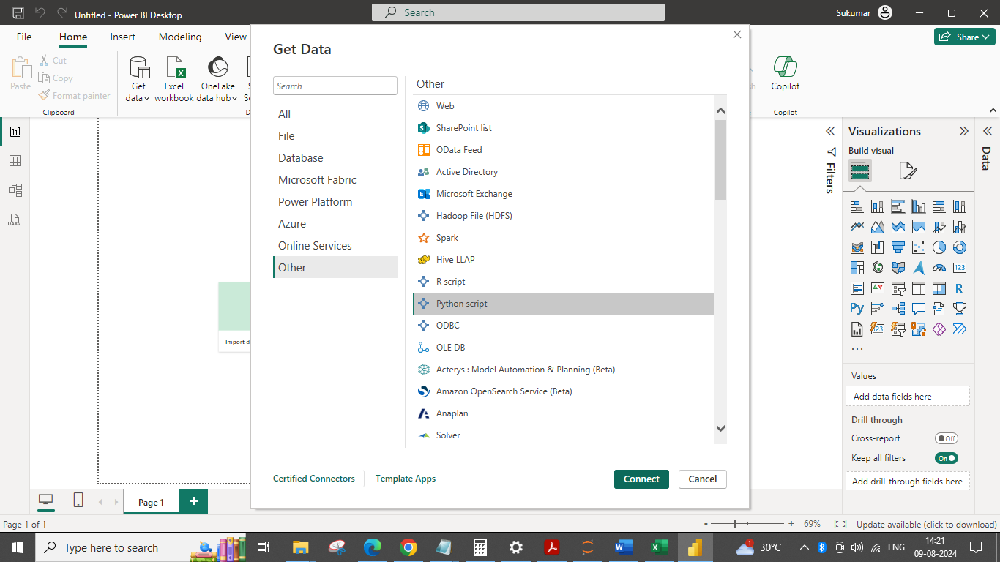 Untitled - Power BI Desktop
Search
Sukumar
File
Home
Insert
Modeling
View
Share
Paste
Cut
Copy
Format painter
Clipboard
Get
data
Excel
workbook
OneLake
data hub
Copilot
Copilot
Get Data
Search
All
File
Database
Microsoft Fabric
Power Platform
Azure
Online Services
Other
Other
Web
SharePoint list
OData Feed
Active Directory
Microsoft Exchange
Hadoop File (HDFS)
Spark
Hive LLAP
R script
Python script
ODBC
OLE DB
Acterys : Model Automation & Planning (Beta)
Amazon OpenSearch Service (Beta)
Anaplan
Solver
Certified Connectors
Template Apps
Connect
Cancel
Import d
Filters
Visualizations
Build visual
123
R
Py
Values
Add data fields here
Drill through
Cross-report
Off
Keep all filters
On
Add drill-through fields here
Data
DAX
Page 1
Page 1 of 1
- + 69%
Update available (click to download)
Type here to search
1
30°C
ENG
14:21
09-08-2024